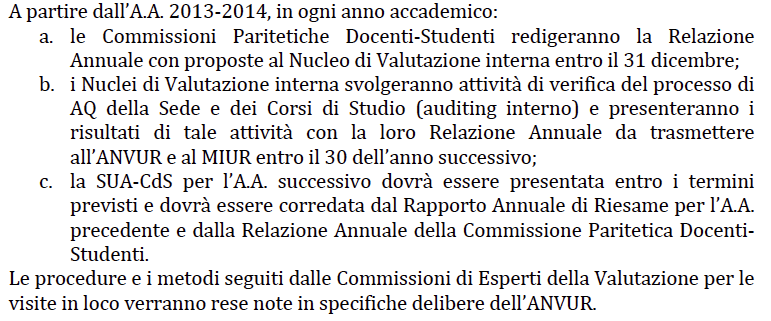 A partire dall'A.A. 2013-2014, in ogni anno accademico:
a. le Commissioni Paritetiche Docenti-Studenti redigeranno la Relazione
Annuale con proposte al Nucleo di Valutazione interna entro il 31 dicembre;
b. i Nuclei di Valutazione interna svolgeranno attività di verifica del processo di
AQ della Sede e dei Corsi di Studio (auditing interno) e presenteranno i
risultati di tale attività con la loro Relazione Annuale da trasmettere
all'ANVUR e al MIUR entro il 30 dell'anno successivo;
c. la SUA-CdS per l'A.A. successivo dovrà essere presentata entro i termini
previsti e dovrà essere corredata dal Rapporto Annuale di Riesame per l'A.A.
precedente e dalla Relazione Annuale della Commissione Paritetica Docenti-
Studenti.
Le procedure e i metodi seguiti dalle Commissioni di Esperti della Valutazione per le
visite in loco verranno rese note in specifiche delibere dell'ANVUR.